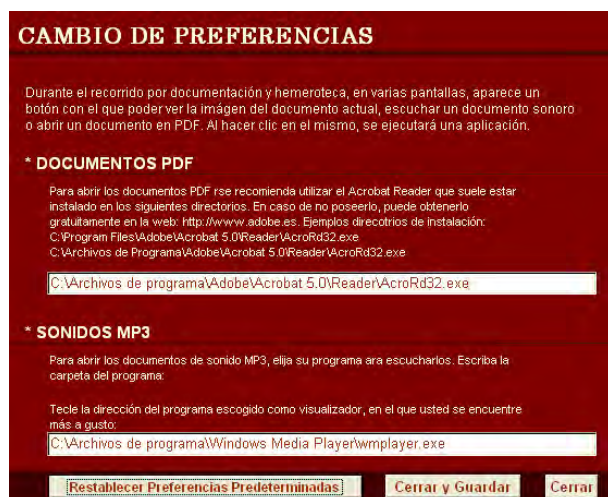 CAMBIO DE PREFERENCIAS
Durante el recorrido por documentación y hemeroteca, en varias pantallas, aparece un
botón con el que poder ver la imágen del documento actual, escuchar un documento sonoro
o abrir un documento en PDF. Al hacer clic en el mismo, se ejecutará una aplicación.
* DOCUMENTOS PDF
Para abrir los documentos PDF rse recomienda utilizar el Acrobat Reader que suele estar
instalado en los siguientes directorios. En caso de no poseerlo, puede obtenerlo
gratuitamente en la web: http://www.adobe.es. Ejemplos direcotrios de instalación:
C:\Program Files\Adobe\Acrobat 5.0\Reader\AcroRd32.exe
C:\Archivos de Programa\Adobe\Acrobat 5.0\Reader\AcroRd32.exe
C:\Archivos de programa\Adobe\Acrobat 5.0\Reader\AcroRd32.exe
* SONIDOS MP3
Para abrir los documentos de sonido MP3, elija su programa ara escucharlos. Escriba la
carpeta del programa:
Tecle la dirección del programa escogido como visualizador, en el que usted se encuentre
más a gusto:
C:\Archivos de programa\Windows Media Player\wmplayer.exe
Restablecer Preferencias Predeterminadas Cerrar y Guardar Cerrar